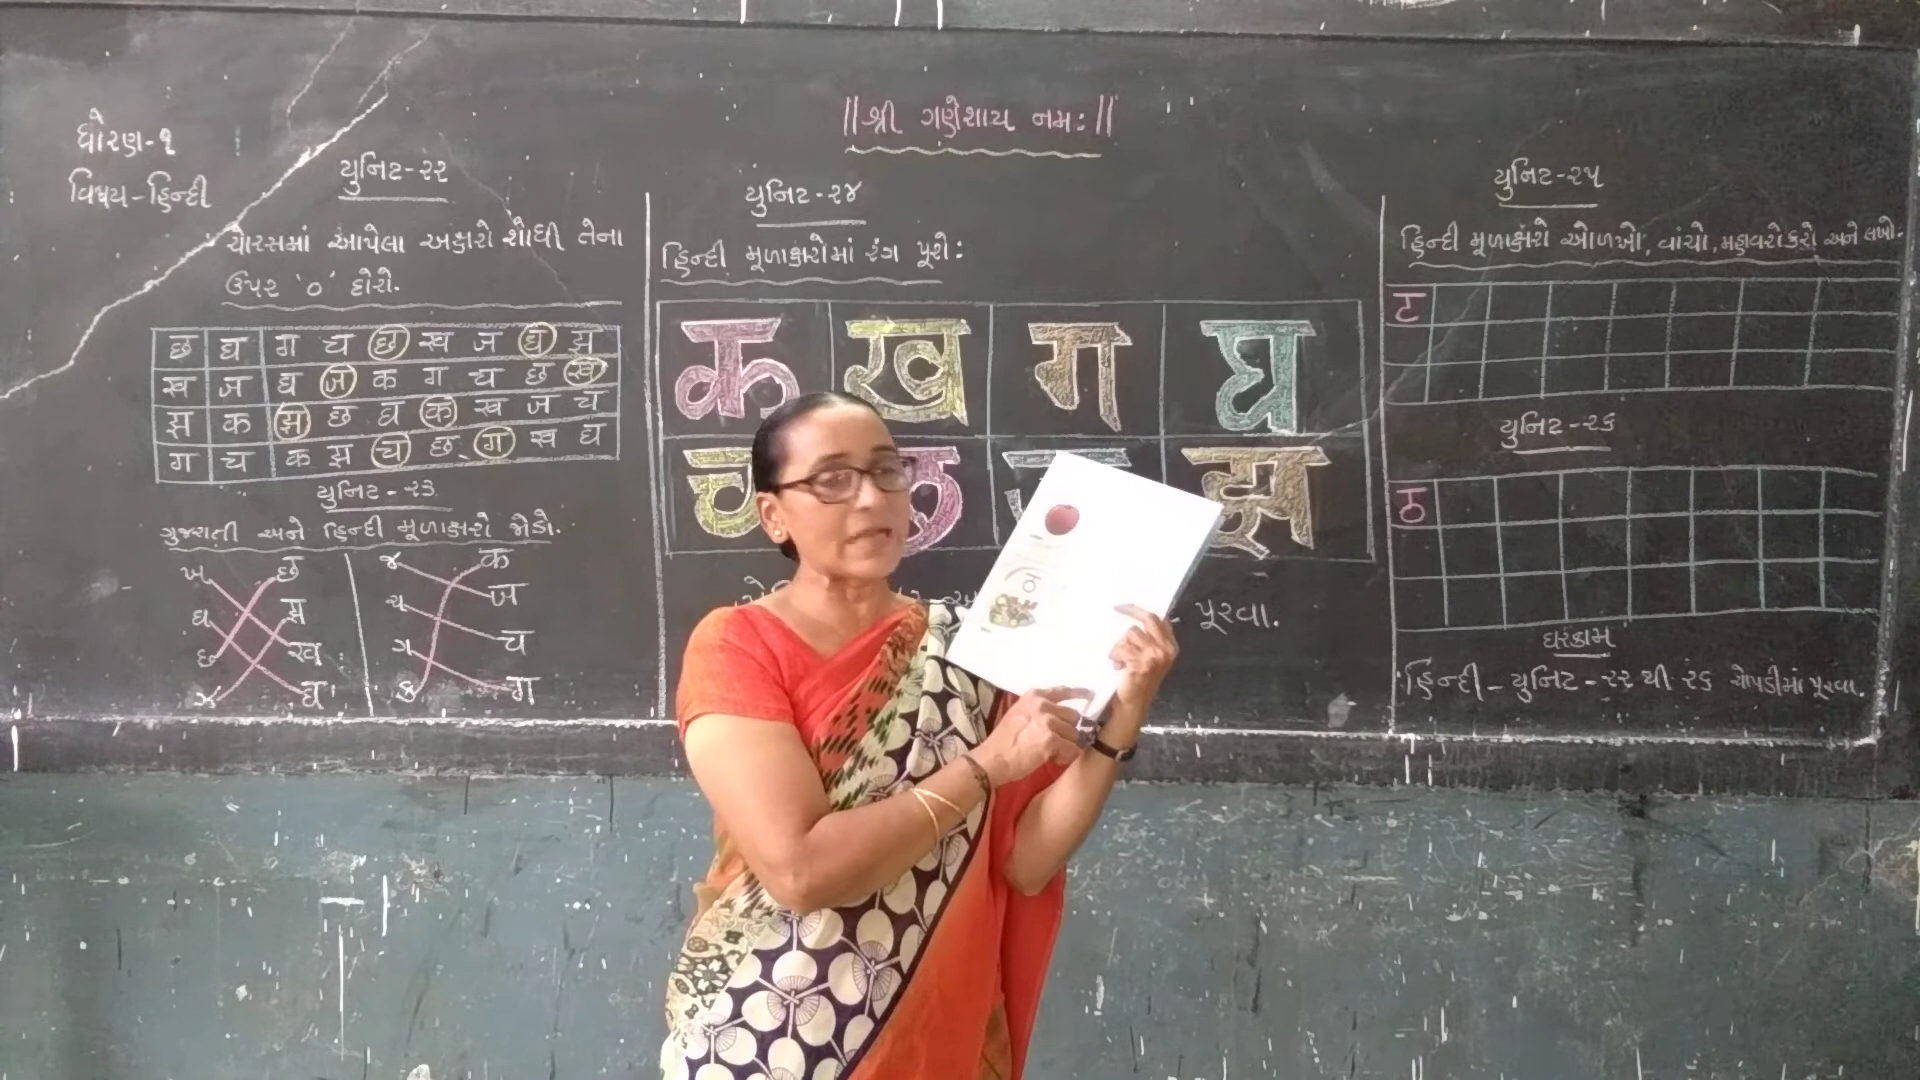 ||શ્રી ગણેશાય નમઃ||
ધોરણ-૧
વિષય-હિન્દી
યુનિટ-૨૨
ચોરસમાં આપેલા અક્ષરો શોધી તેના
ઉપર '૦' દોરો.
छ घ ग च छ ख ज घ झ
ख ज घ ज क ग च छ ख
झ क झ छ घ क ख ज च
ग च क झ च छ ग ख घ
યુનિટ-૨૩
ગુજરાતી અને હિન્દી મૂળાક્ષરો જોડો.
ખ छ
ઘ झ
છ ख
ઝ घ
જ क
ચ ज
ગ च
ક ग
યુનિટ-૨૪
હિન્દી મૂળાક્ષરોમાં રંગ પૂરો:
क ख ग घ
च छ झ
પૂરવા.
ठ
યુનિટ-૨૫
હિન્દી મૂળાક્ષરો ઓળખો, વાંચો, મહાવરો કરો અને લખો.
ट
યુનિટ-૨૬
ठ
ઘરકામ
હિન્દી - યુનિટ - ૨૨ થી ૨૬ ચોપડીમાં પૂરવા.